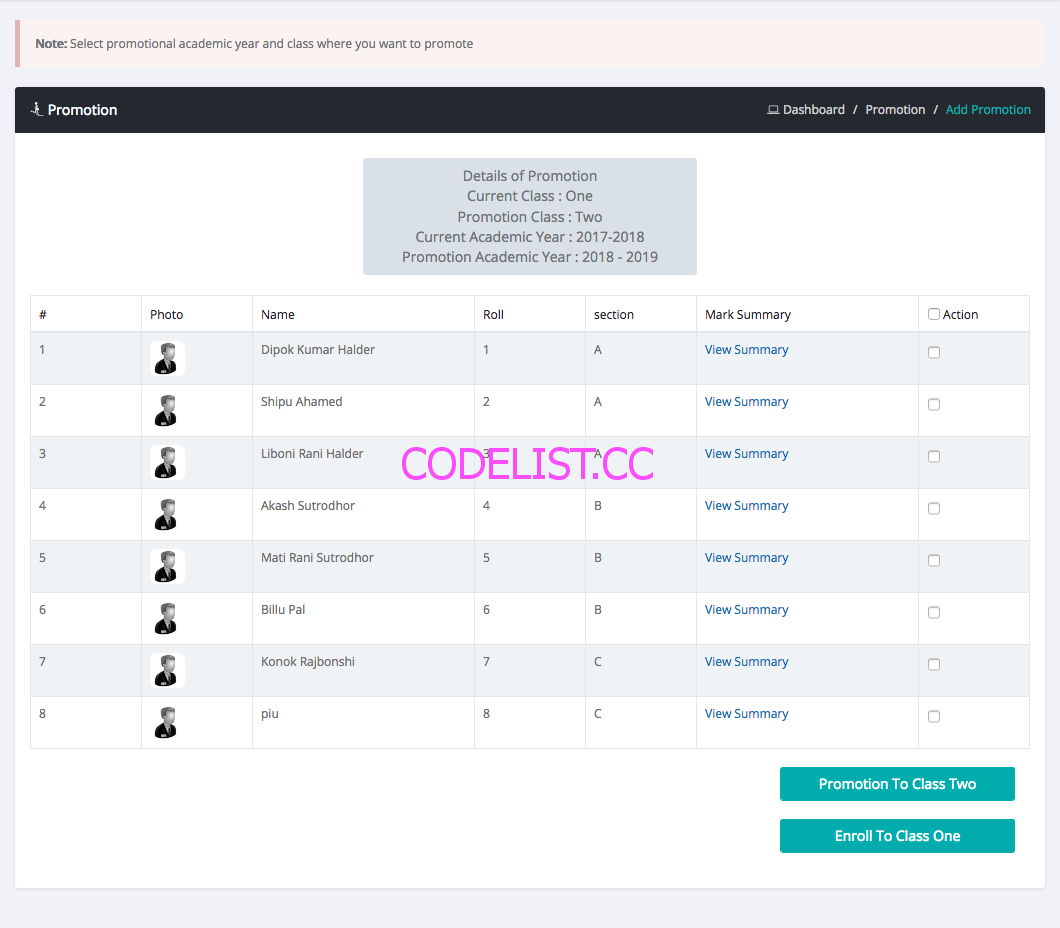 Note: Select promotional academic year and class where you want to promote
Promotion
Dashboard / Promotion / Add Promotion
Details of Promotion
Current Class : One
Promotion Class : Two
Current Academic Year : 2017-2018
Promotion Academic Year : 2018 - 2019
# Photo Name Roll section Mark Summary Action
1 Dipok Kumar Halder 1 A View Summary
2 Shipu Ahamed 2 A View Summary
3 Liboni Rani Halder 3 A View Summary
CODELIST.CC
4 Akash Sutrodhor 4 B View Summary
5 Mati Rani Sutrodhor 5 B View Summary
6 Billu Pal 6 B View Summary
7 Konok Rajbonshi 7 C View Summary
8 piu 8 C View Summary
Promotion To Class Two
Enroll To Class One